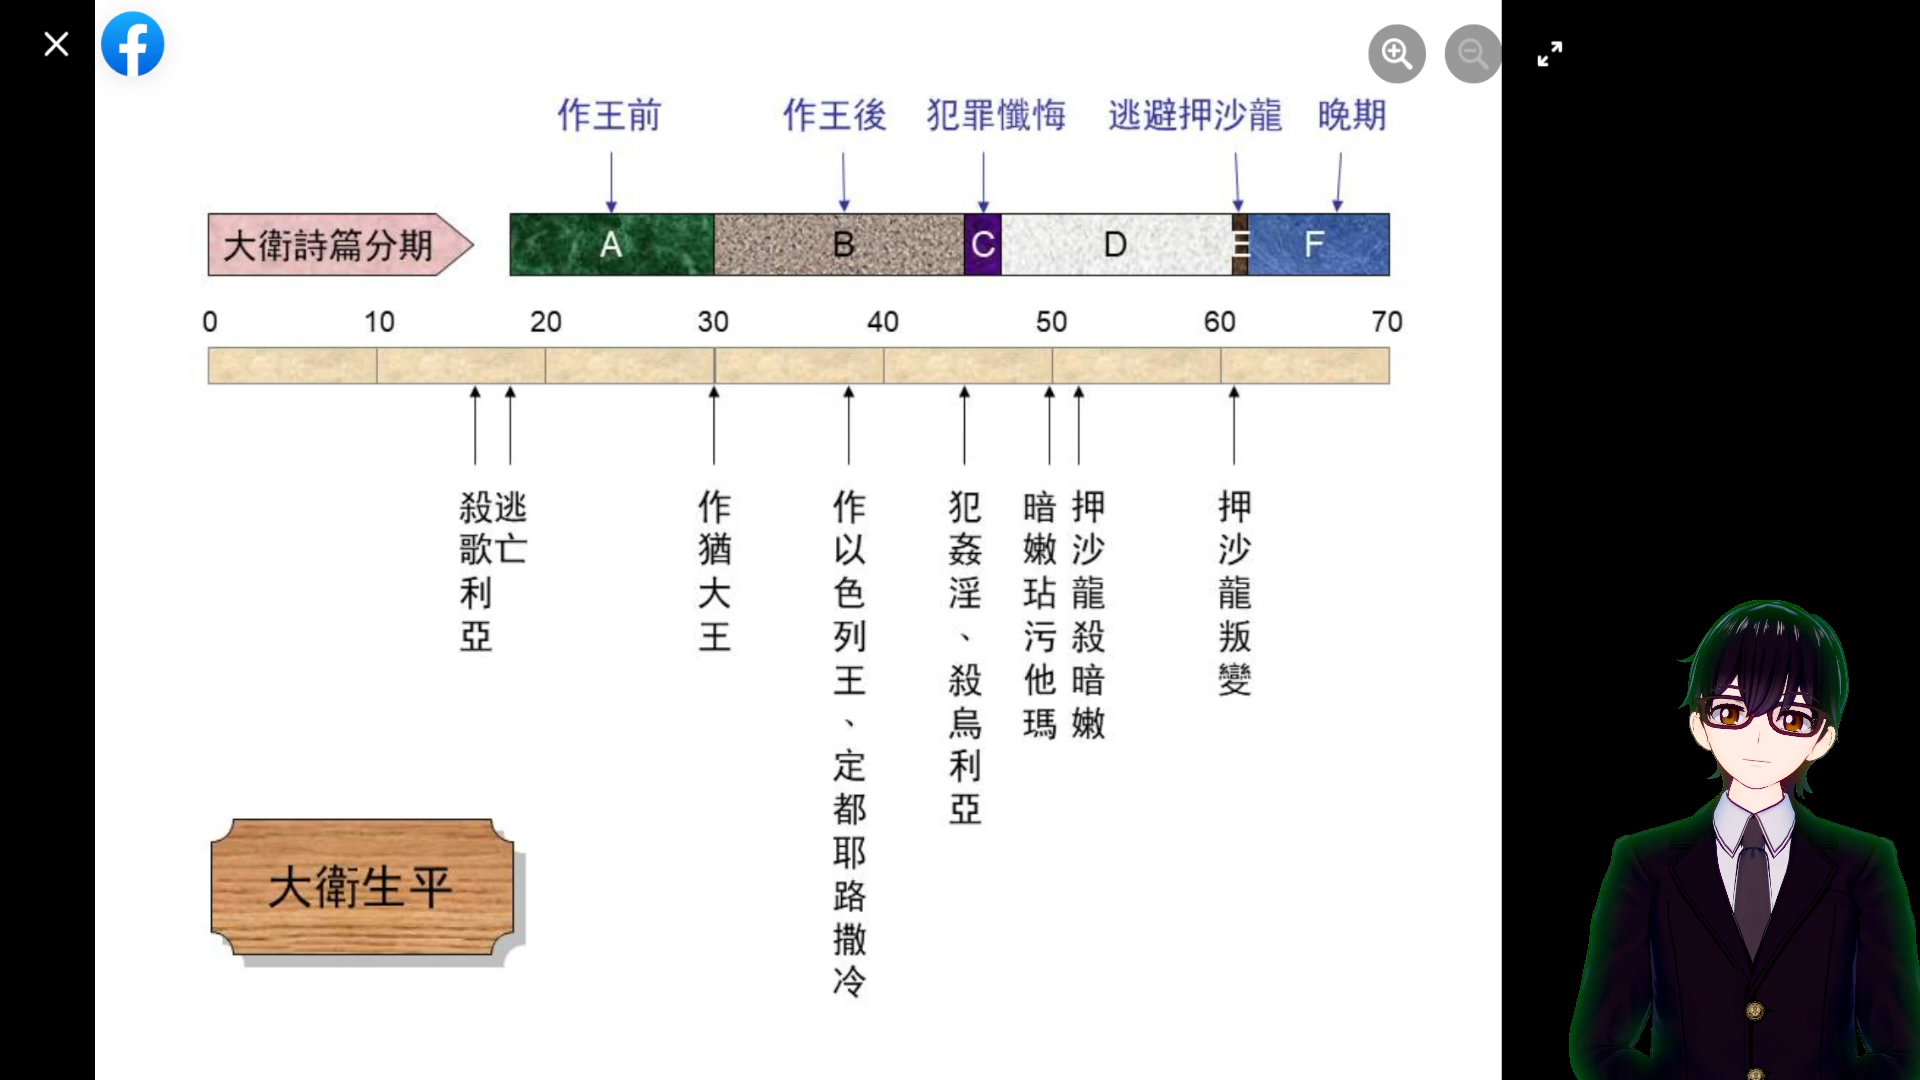 作王前
作王後
犯罪懺悔
逃避押沙龍
晚期
大衛詩篇分期
A
B
C
D
E
F
0 10 20 30 40 50 60 70
殺歌利亞
逃亡
作猶大王
作以色列王、定都耶路撒冷
犯姦淫、殺烏利亞
暗嫩玷污他瑪
押沙龍殺暗嫩
押沙龍叛變
大衛生平